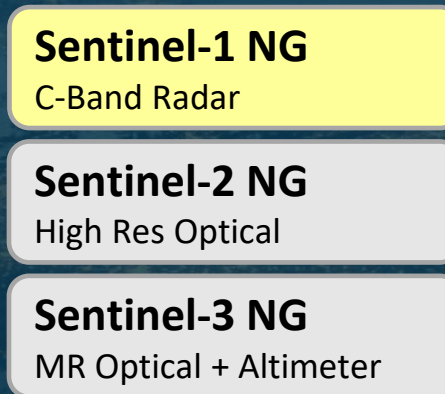 Sentinel-1 NG
C-Band Radar
Sentinel-2 NG
High Res Optical
Sentinel-3 NG
MR Optical + Altimeter